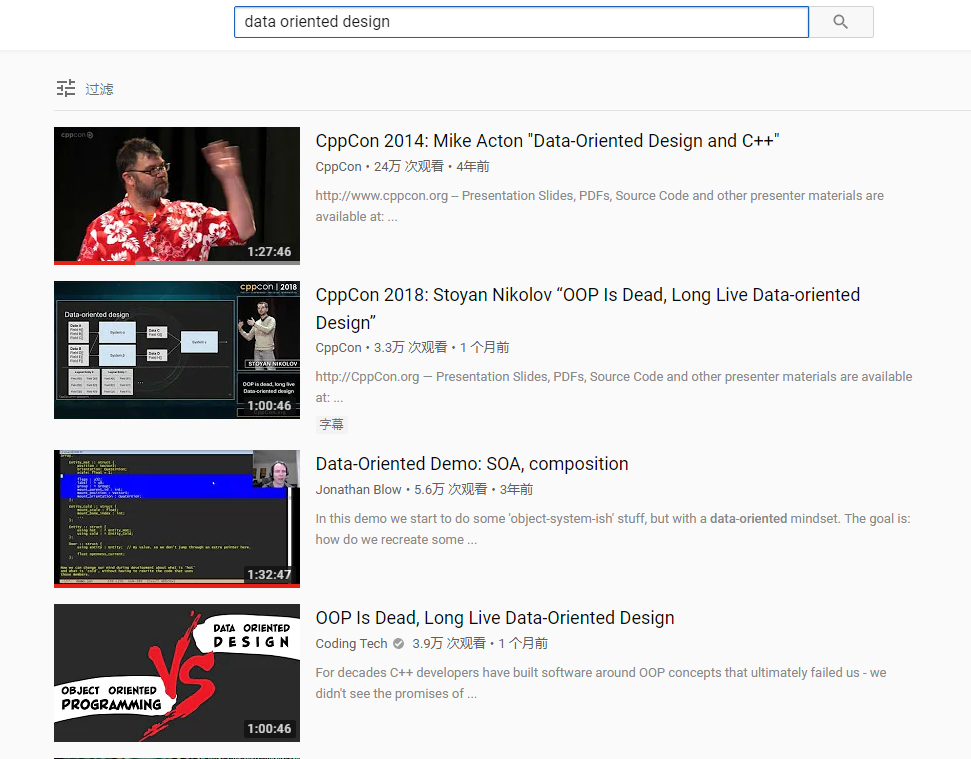 data oriented design
过滤
cppcon
1:27:46
CppCon 2014: Mike Acton "Data-Oriented Design and C++"
CppCon • 24万 次观看 • 4年前
http://www.cppcon.org – Presentation Slides, PDFs, Source Code and other presenter materials are
available at: ...
cppcon | 2018
Data-oriented design
STOYAN NIKOLOV
OOP is dead, long live
Data-oriented design
1:00:46
CppCon 2018: Stoyan Nikolov “OOP Is Dead, Long Live Data-oriented
Design”
CppCon • 3.3万 次观看 • 1 个月前
http://CppCon.org — Presentation Slides, PDFs, Source Code and other presenter materials are available
at: ...
字幕
1:32:47
Data-Oriented Demo: SOA, composition
Jonathan Blow • 5.6万 次观看 • 3年前
In this demo we start to do some 'object-system-ish' stuff, but with a data-oriented mindset. The goal is:
how do we recreate some ...
DATA ORIENTED
DESIGN
VS
OBJECT ORIENTED
PROGRAMMING
1:00:46
OOP Is Dead, Long Live Data-Oriented Design
Coding Tech 3.9万 次观看 • 1 个月前
For decades C++ developers have built software around OOP concepts that ultimately failed us - we
didn't see the promises of ...